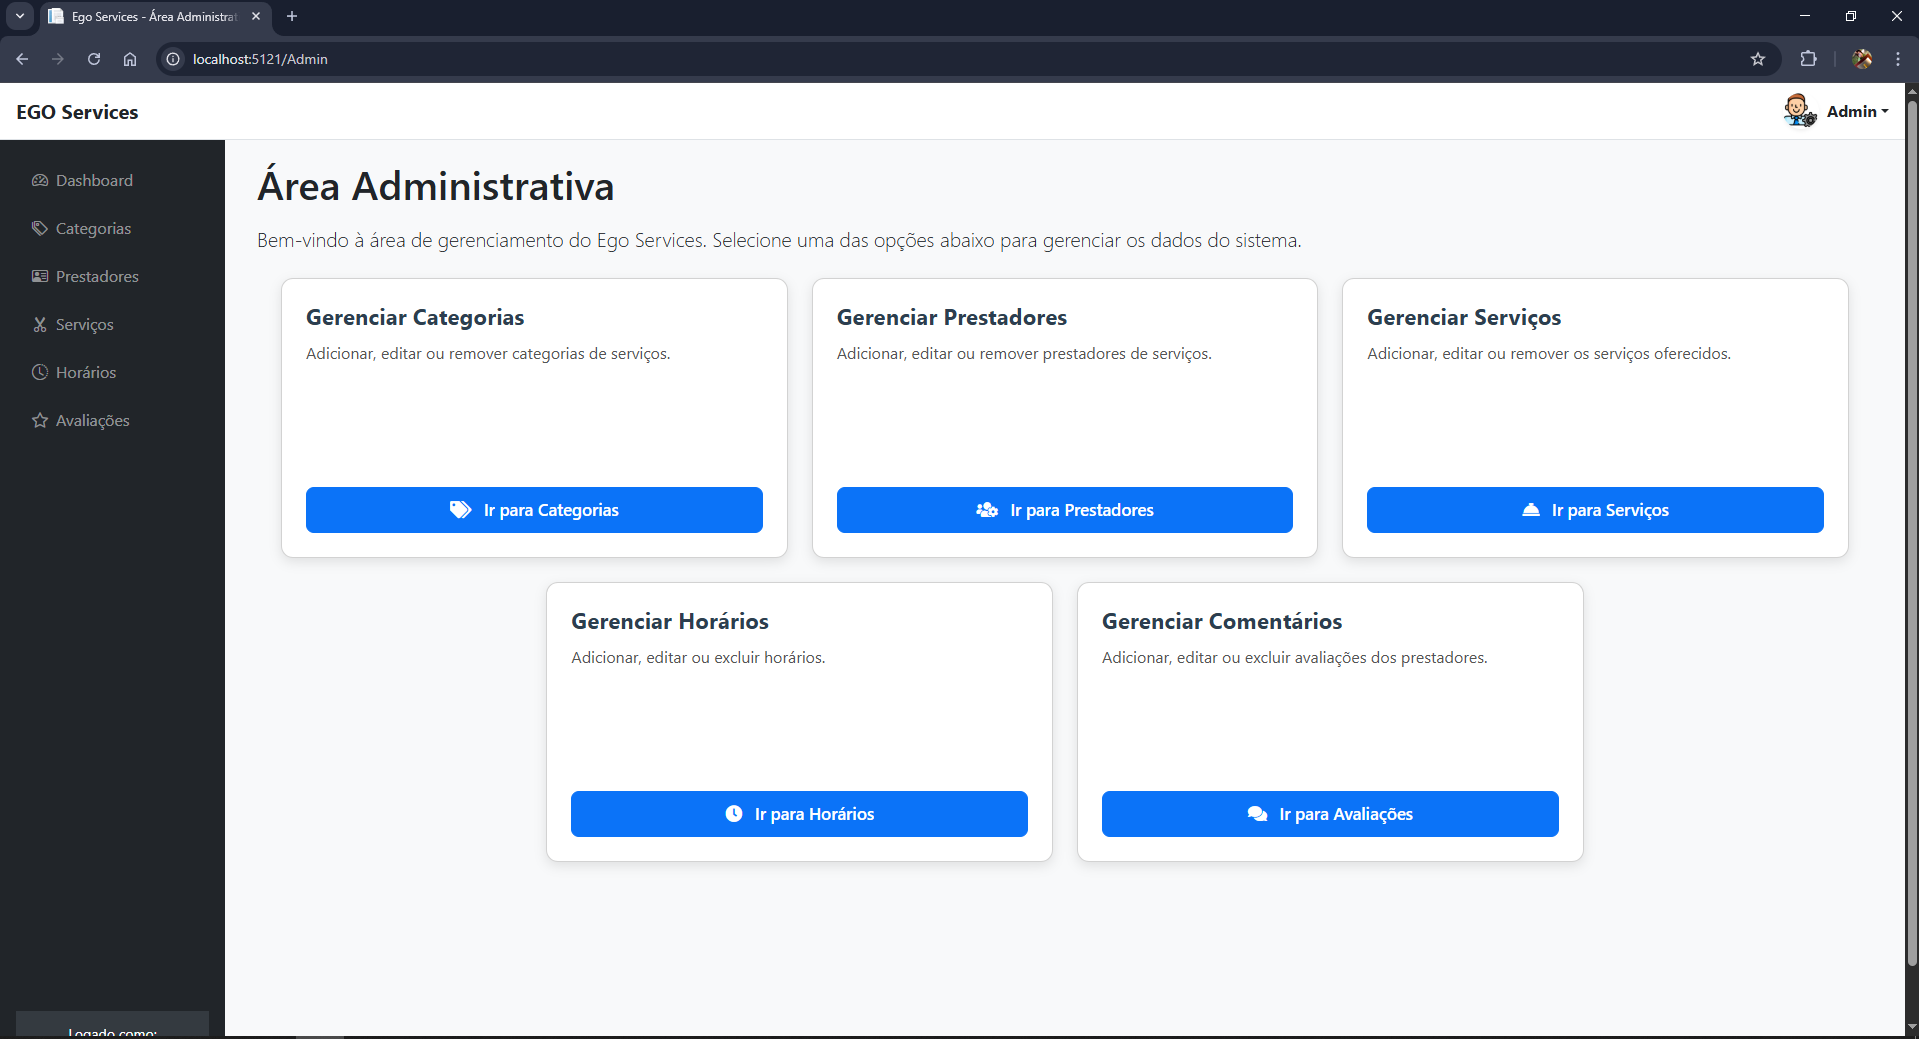 Ego Services - Área Administrat
localhost:5121/Admin
EGO Services
Admin
Dashboard
Categorias
Prestadores
Serviços
Horários
Avaliações
Logado como:
Área Administrativa
Bem-vindo à área de gerenciamento do Ego Services. Selecione uma das opções abaixo para gerenciar os dados do sistema.
Gerenciar Categorias
Adicionar, editar ou remover categorias de serviços.
Ir para Categorias
Gerenciar Prestadores
Adicionar, editar ou remover prestadores de serviços.
Ir para Prestadores
Gerenciar Serviços
Adicionar, editar ou remover os serviços oferecidos.
Ir para Serviços
Gerenciar Horários
Adicionar, editar ou excluir horários.
Ir para Horários
Gerenciar Comentários
Adicionar, editar ou excluir avaliações dos prestadores.
Ir para Avaliações